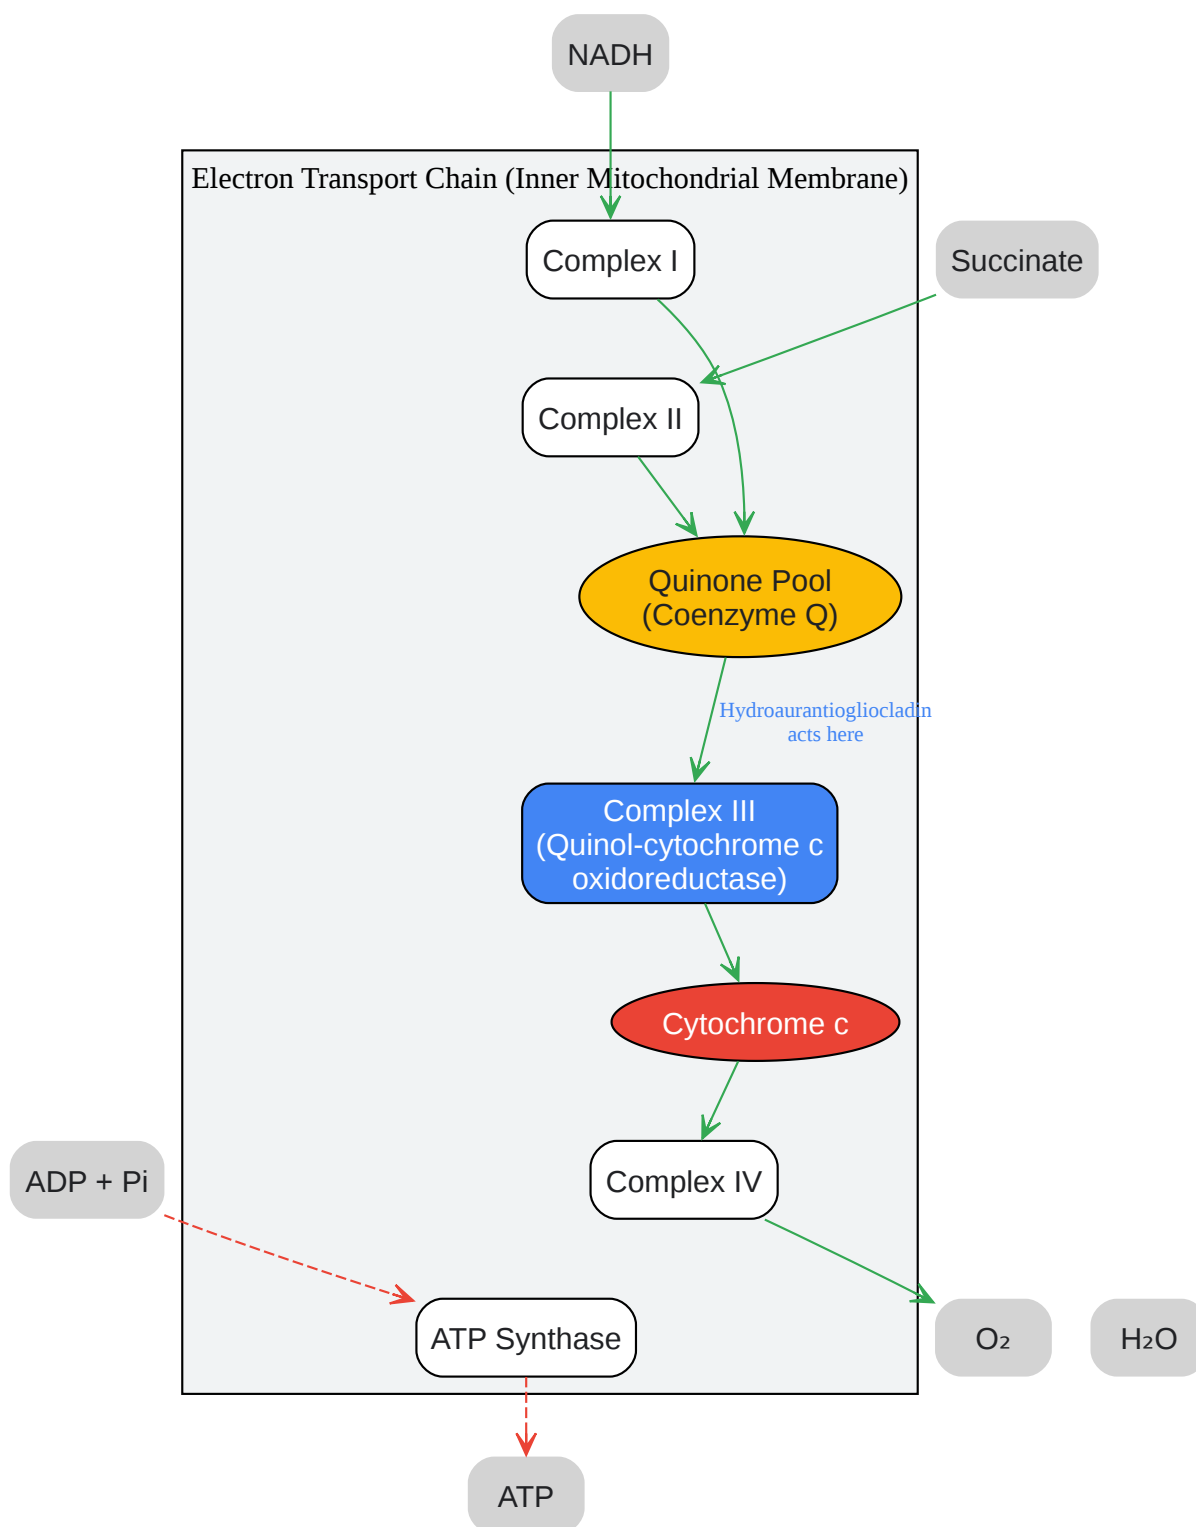 NADH
Electron Transport Chain (Inner Mitochondrial Membrane)
Complex I
Succinate
Complex II
Quinone Pool
(Coenzyme Q)
Hydroaurantiogliocladin
acts here
Complex III
(Quinol-cytochrome c
oxidoreductase)
Cytochrome c
ADP + Pi
Complex IV
ATP Synthase
O₂
H₂O
ATP